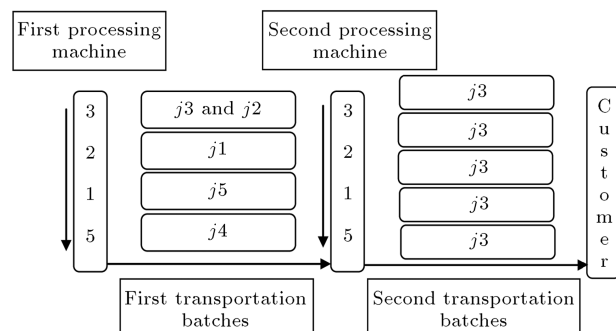 First processing
machine
Second processing
machine
3
2
1
5
j3 and j2
j1
j5
j4
3
2
1
5
j3
j3
j3
j3
j3
C
u
s
t
o
m
e
r
First transportation
batches
Second transportation
batches